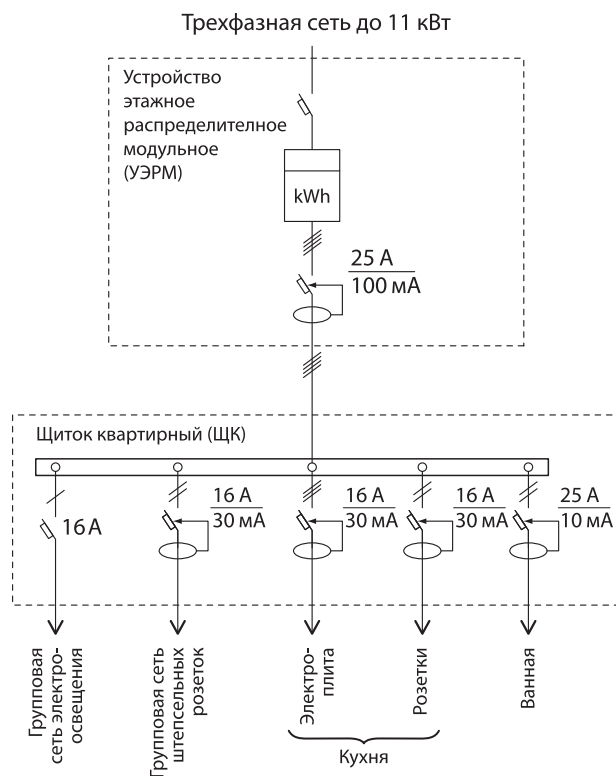 Трехфазная сеть до 11 кВт
Устройство
этажное
распределителное
модульное
(УЭРМ)
kWh
25 А
100 мА
Щиток квартирный (ЩК)
16 А
16 А
30 мА
16 А
30 мА
16 А
30 мА
25 А
10 мА
Групповая
сеть электро-
освещения
Групповая сеть
штепсельных
розеток
Электро-
плита
Розетки
Ванная
Кухня